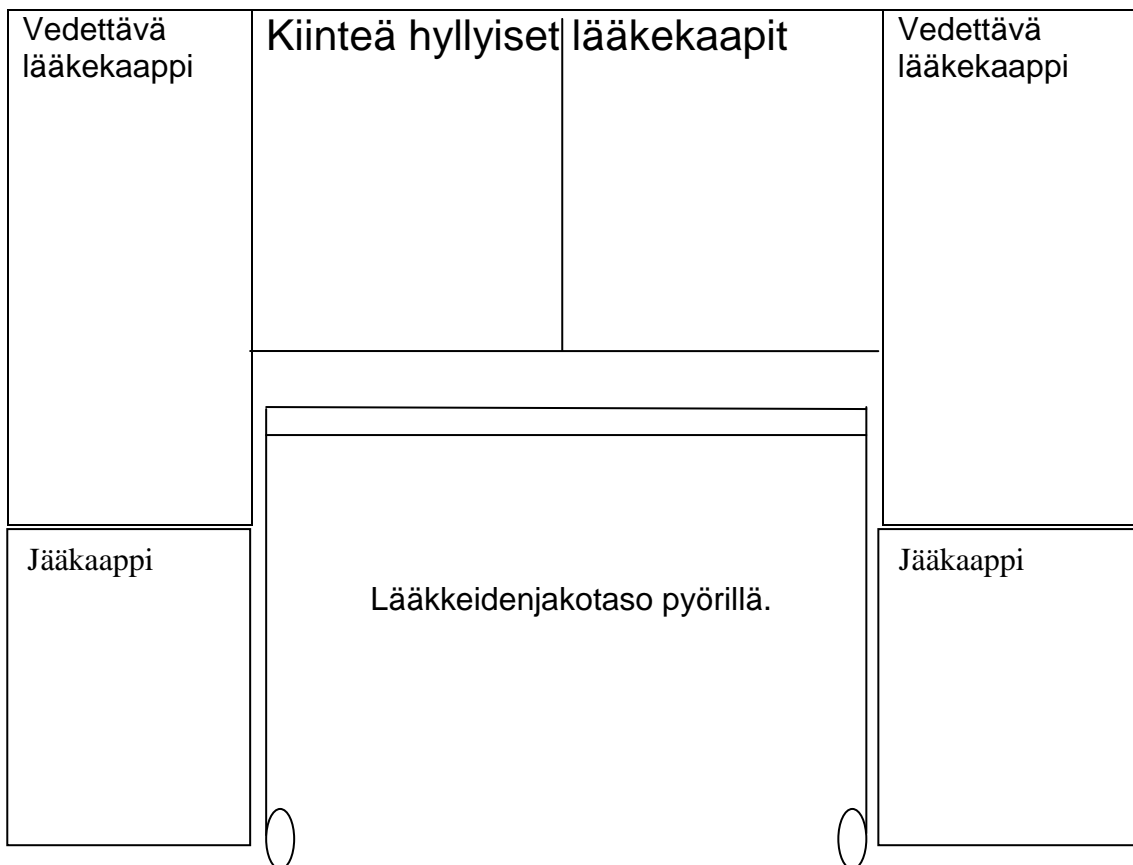 Vedettävä
lääkekaappi
Kiinteä hyllyiset lääkekaapit
Vedettävä
lääkekaappi
Jääkaappi
Lääkkeidenjakotaso pyörillä.
Jääkaappi